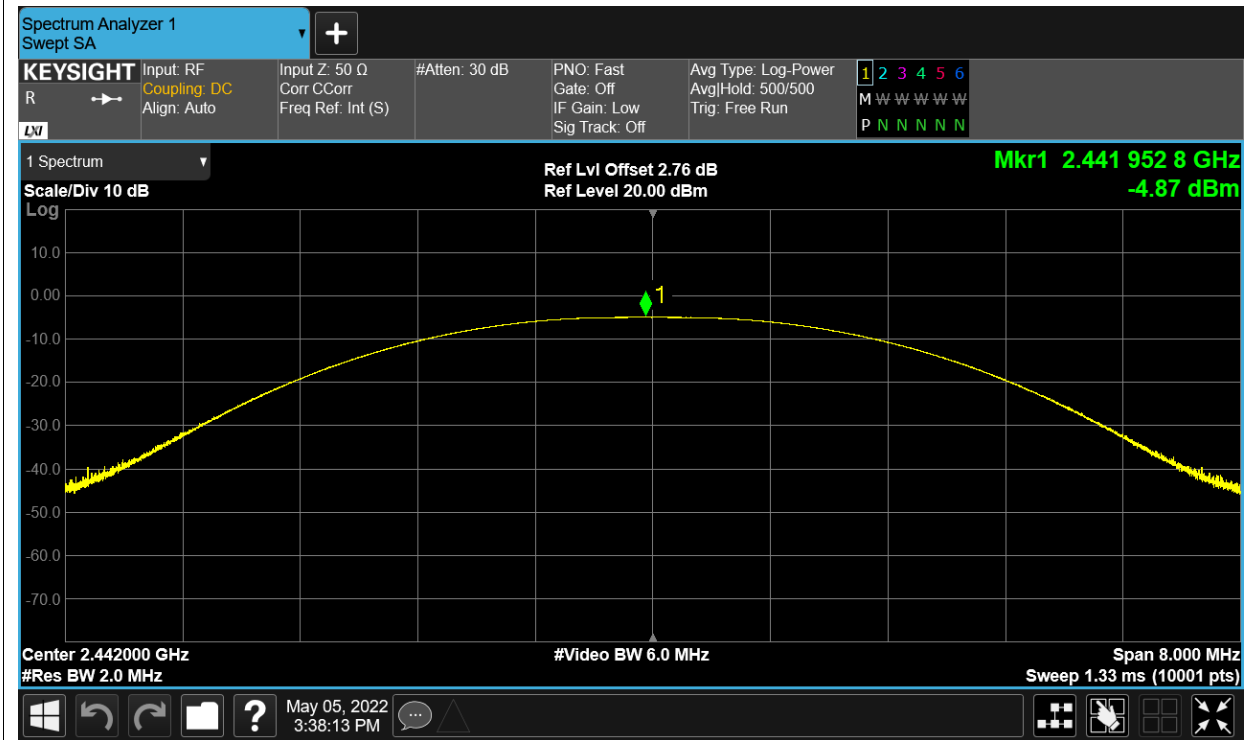 Spectrum Analyzer 1
Swept SA
+
KEYSIGHT
R
LXI
Input: RF
Coupling: DC
Align: Auto
Input Z: 50 Ω
Corr CCorr
Freq Ref: Int (S)
#Atten: 30 dB
PNO: Fast
Gate: Off
IF Gain: Low
Sig Track: Off
Avg Type: Log-Power
Avg|Hold: 500/500
Trig: Free Run
1 2 3 4 5 6
M W W W W W
P N N N N N
1 Spectrum
Scale/Div 10 dB
Log
Ref Lvl Offset 2.76 dB
Ref Level 20.00 dBm
Mkr1 2.441 952 8 GHz
-4.87 dBm
10.0
0.00
1
-10.0
-20.0
-30.0
-40.0
-50.0
-60.0
-70.0
Center 2.442000 GHz
#Res BW 2.0 MHz
#Video BW 6.0 MHz
Span 8.000 MHz
Sweep 1.33 ms (10001 pts)
?
May 05, 2022
3:38:13 PM